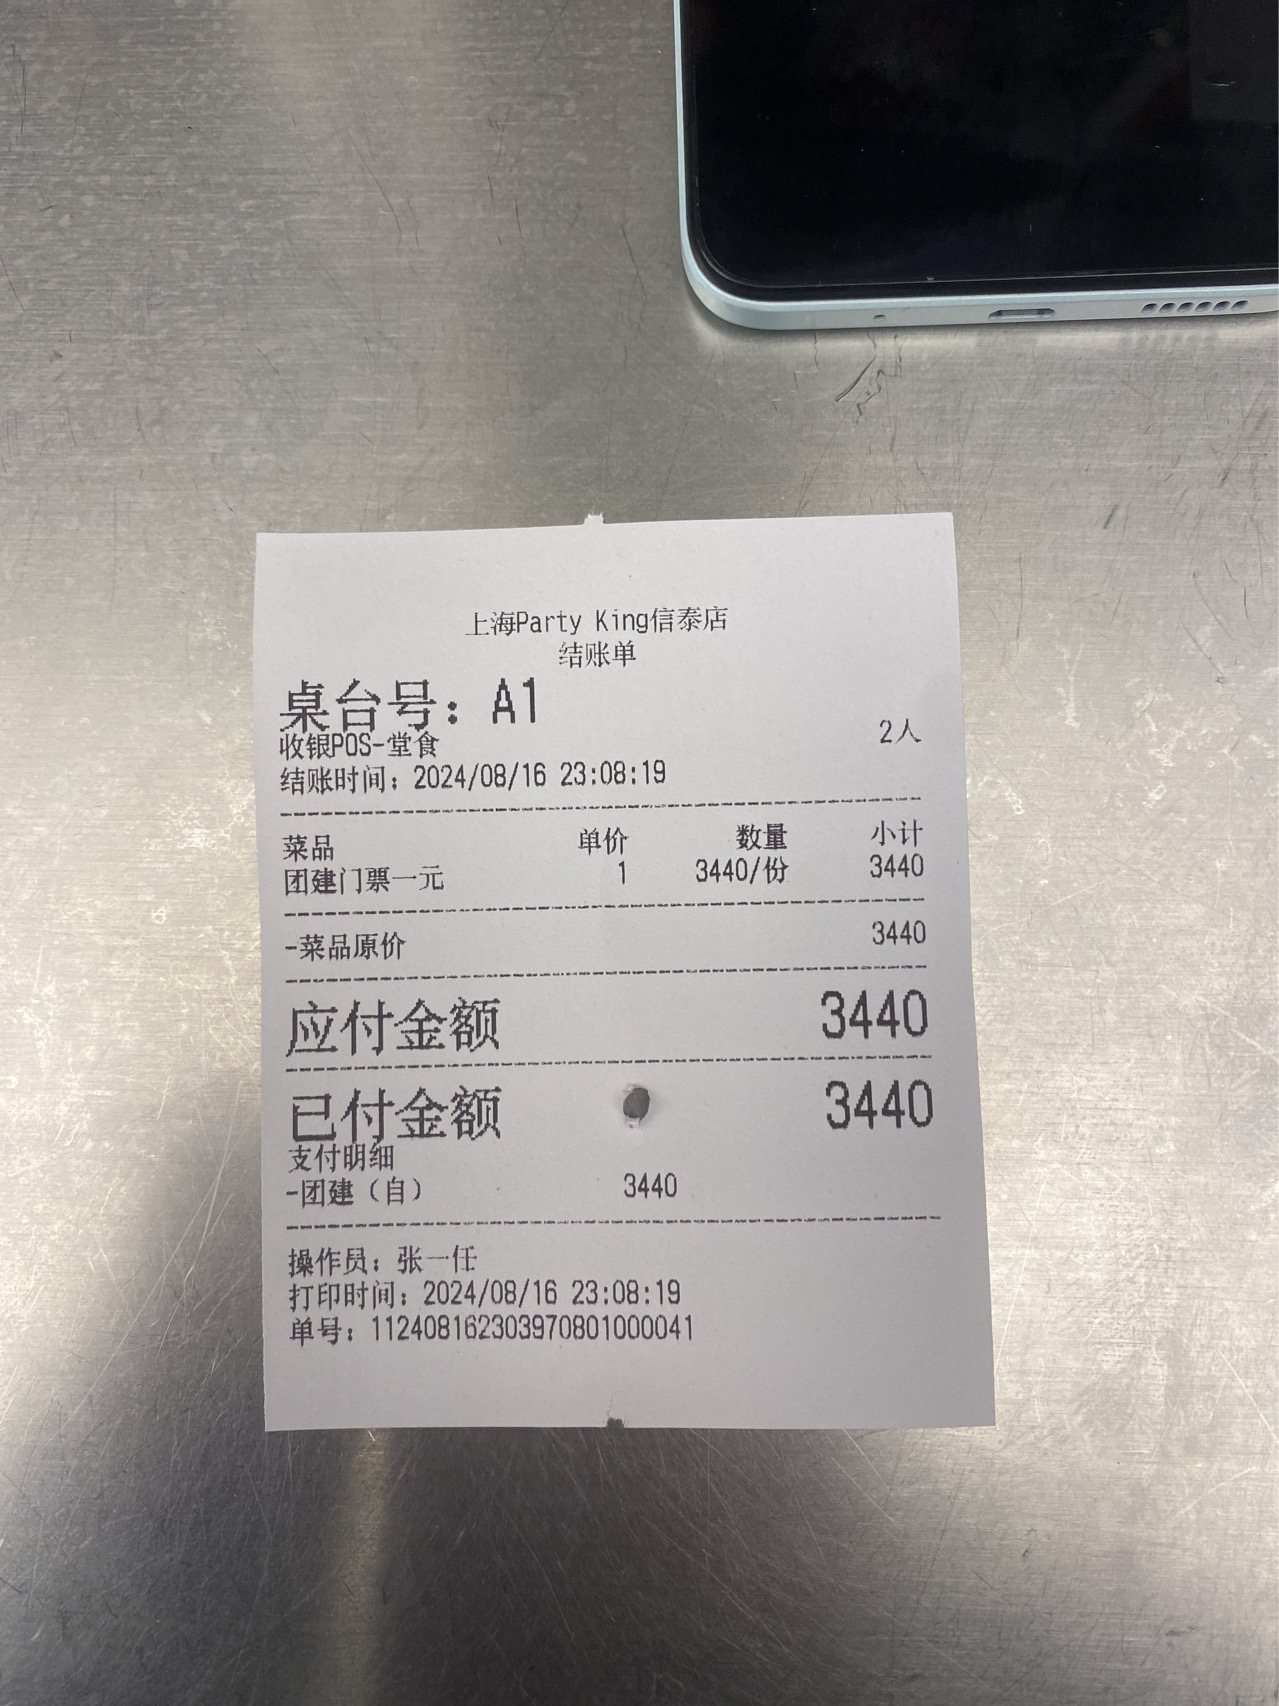 上海Party King信泰店
结账单
桌台号：A1
2人
收银POS-堂食
结账时间：2024/08/16 23:08:19
菜品 单价 数量 小计
团建门票一元 1 3440/份 3440
-菜品原价 3440
应付金额 3440
已付金额 3440
支付明细
-团建（自） 3440
操作员：张一任
打印时间：2024/08/16 23:08:19
单号：112408162303970801000041